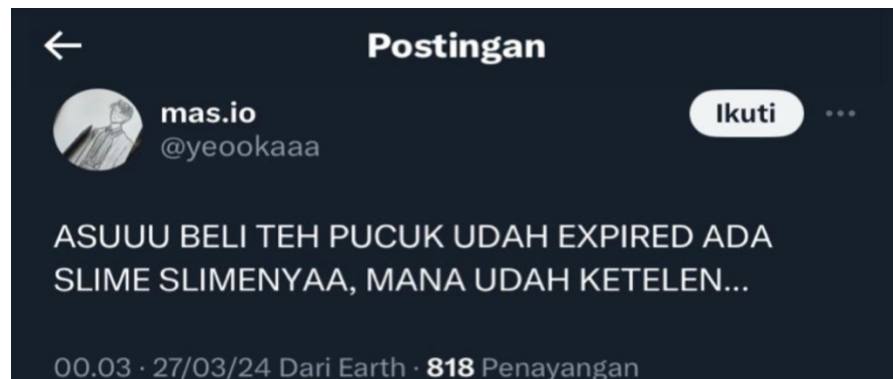 Postingan
mas.io
Ikuti
@yeookaaa
ASUUU BELI TEH PUCUK UDAH EXPIRED ADA
SLIME SLIMENYAA, MANA UDAH KETELEN...
00.03 · 27/03/24 Dari Earth · 818 Penayangan